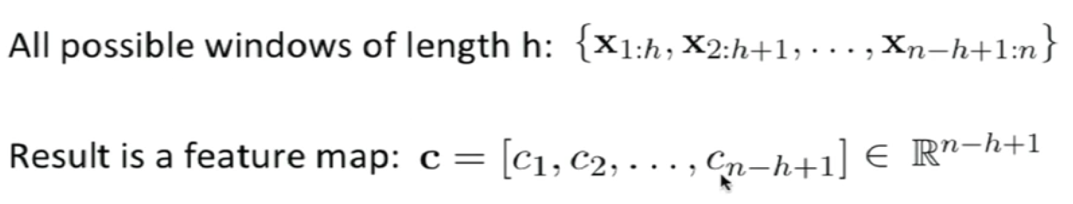 All possible windows of length h: {x₁:ₕ, x₂:ₕ₊₁, . . . , xₙ₋ₕ₊₁:ₙ}
Result is a feature map: c = [c₁, c₂, . . . , cₙ₋ₕ₊₁] ∈ ℝⁿ⁻ʰ⁺¹